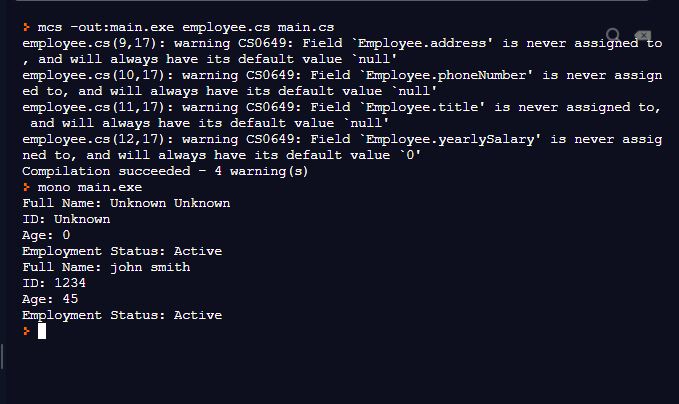 > mcs -out:main.exe employee.cs main.cs
employee.cs(9,17): warning CS0649: Field `Employee.address' is never assigned to
, and will always have its default value `null'
employee.cs(10,17): warning CS0649: Field `Employee.phoneNumber' is never assign
ed to, and will always have its default value `null'
employee.cs(11,17): warning CS0649: Field `Employee.title' is never assigned to,
 and will always have its default value `null'
employee.cs(12,17): warning CS0649: Field `Employee.yearlySalary' is never assig
ned to, and will always have its default value `0'
Compilation succeeded - 4 warning(s)
> mono main.exe
Full Name: Unknown Unknown
ID: Unknown
Age: 0
Employment Status: Active
Full Name: john smith
ID: 1234
Age: 45
Employment Status: Active
>